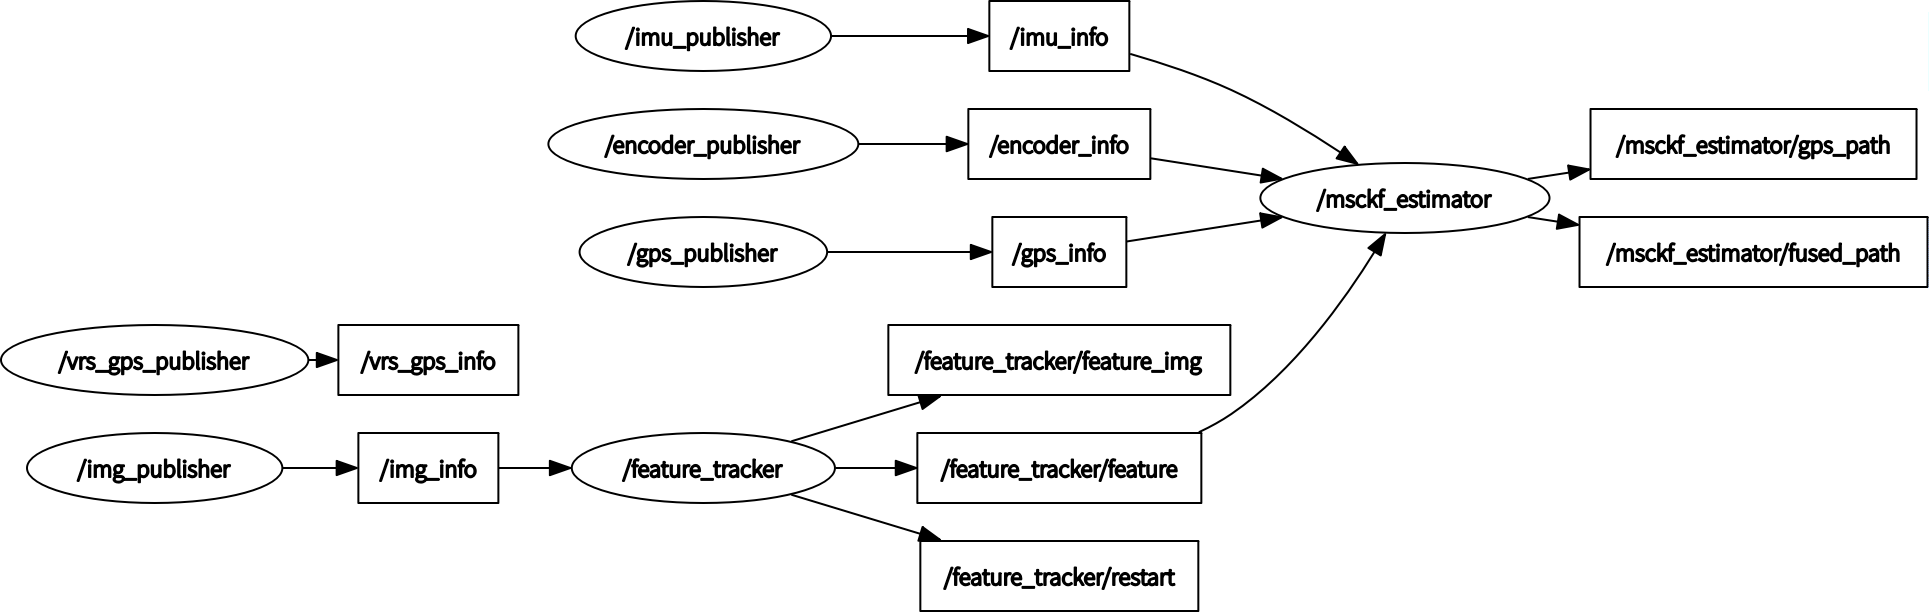 /imu_publisher
/imu_info
/encoder_publisher
/encoder_info
/msckf_estimator/gps_path
/msckf_estimator
/gps_publisher
/gps_info
/msckf_estimator/fused_path
/vrs_gps_publisher
/vrs_gps_info
/feature_tracker/feature_img
/img_publisher
/img_info
/feature_tracker
/feature_tracker/feature
/feature_tracker/restart